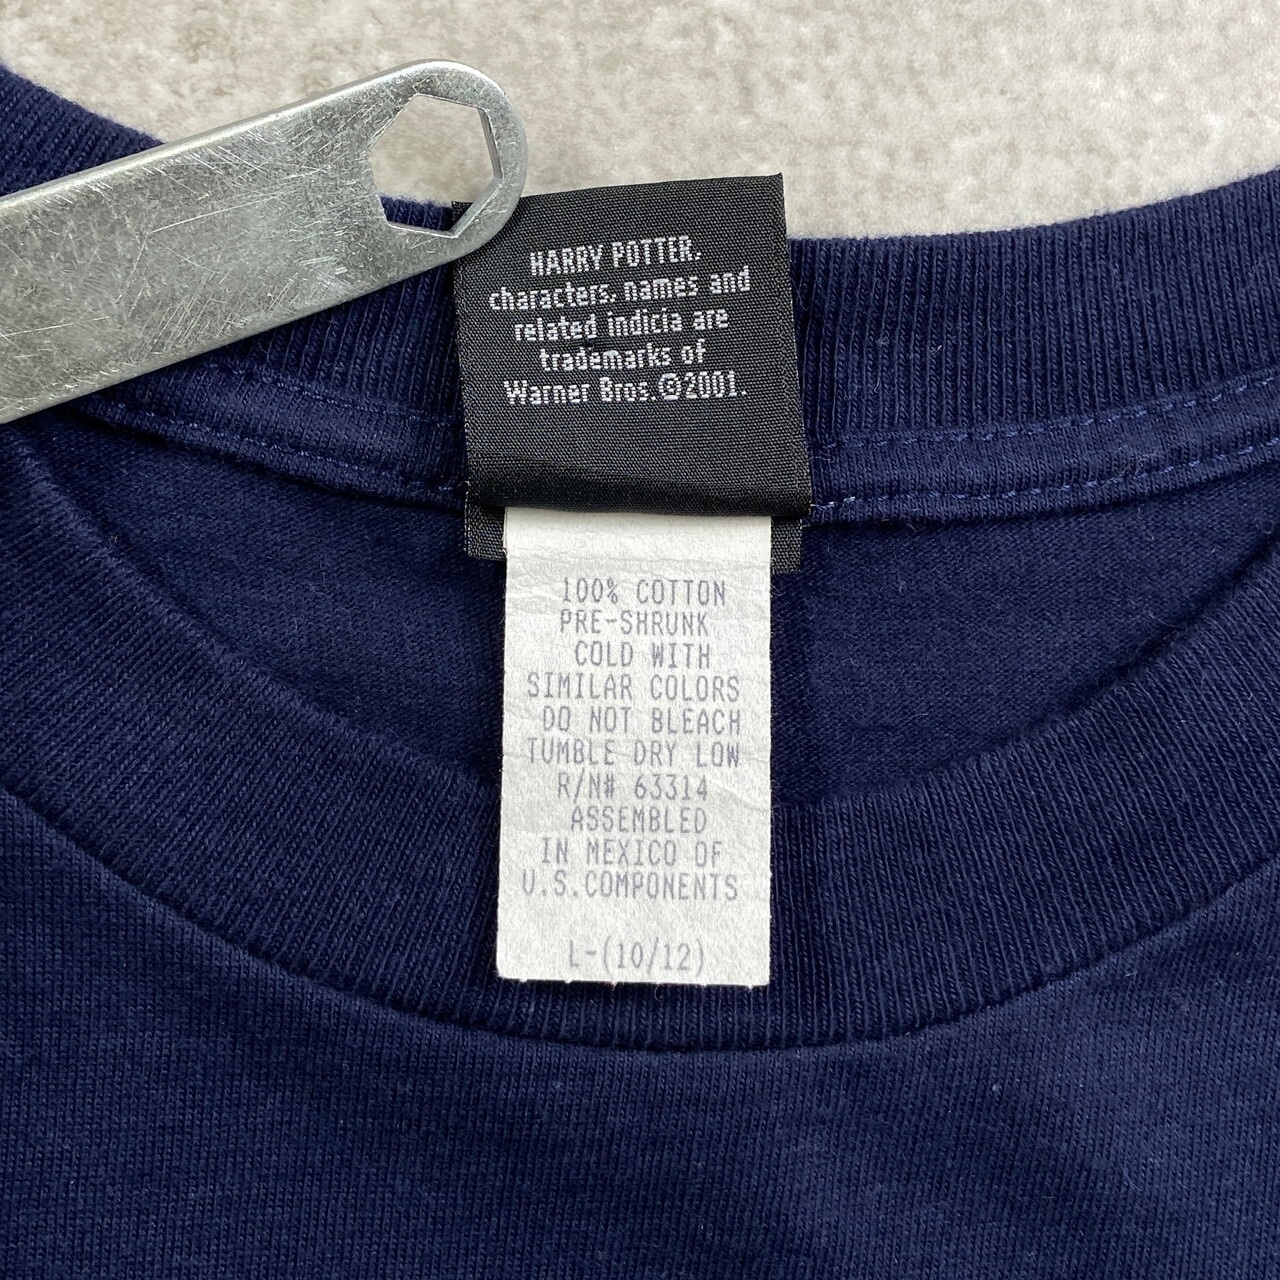 HARRY POTTER,
characters, names and
related indicia are
trademarks of
Warner Bros.©2001.
100% COTTON
PRE-SHRUNK
COLD WITH
SIMILAR COLORS
DO NOT BLEACH
TUMBLE DRY LOW
R/N# 63314
ASSEMBLED
IN MEXICO OF
U.S.COMPONENTS
L-(10/12)